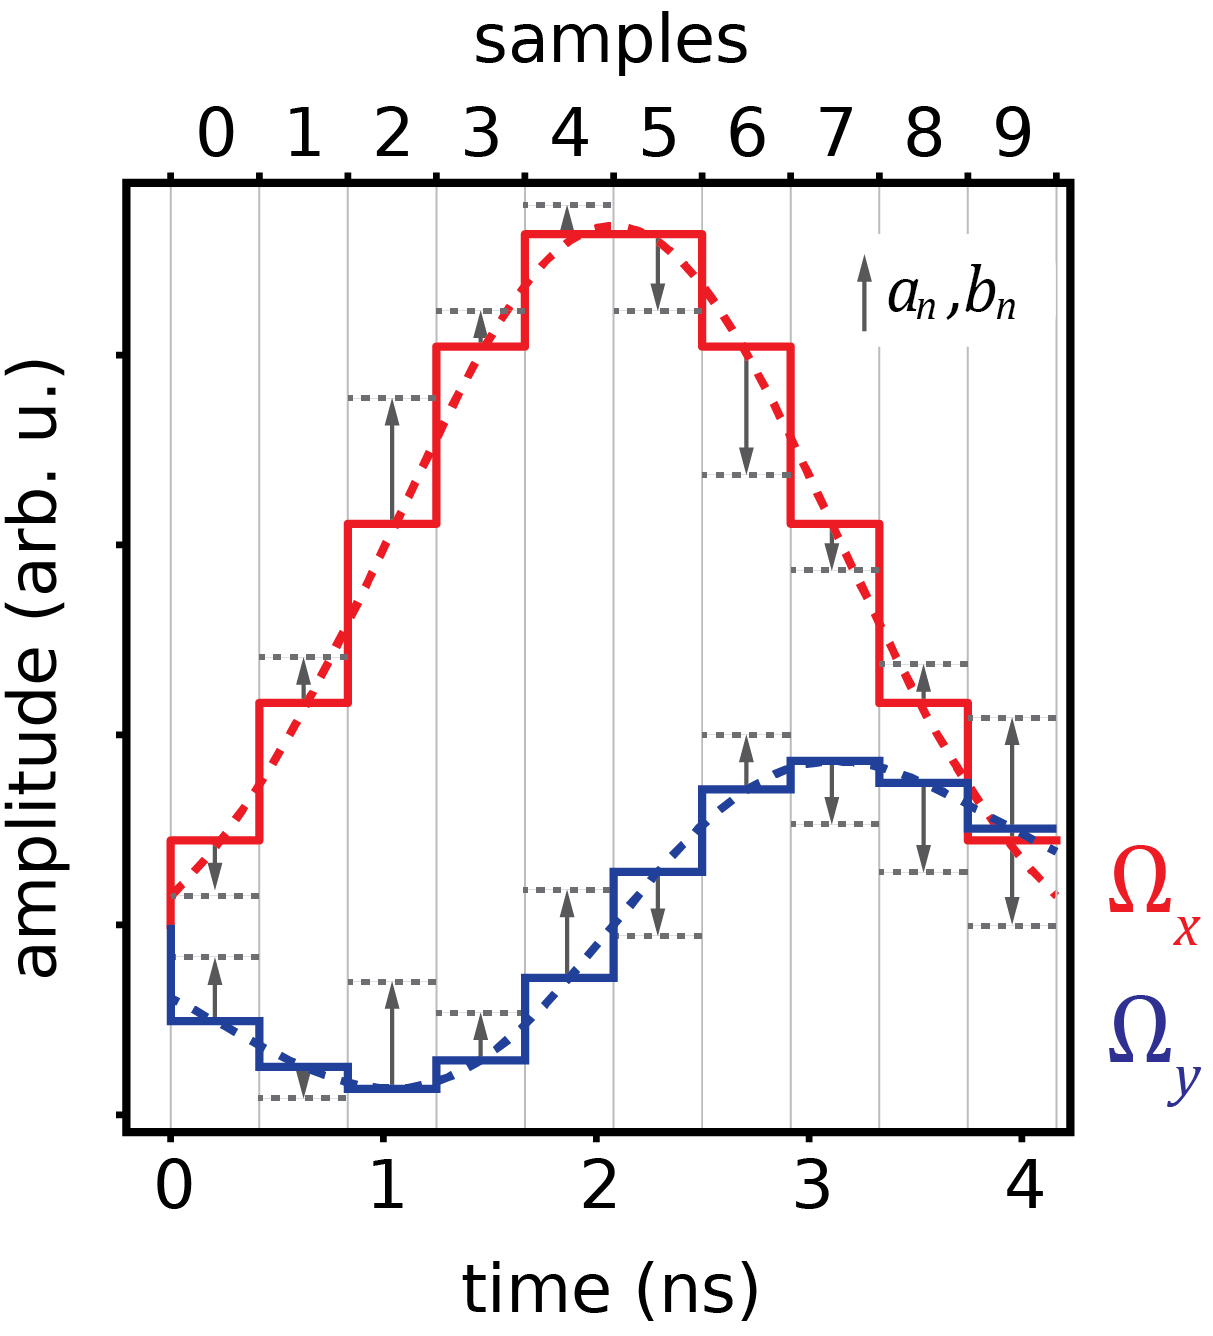 samples
0 1 2 3 4 5 6 7 8 9
aₙ,bₙ
amplitude (arb. u.)
Ωₓ
Ωy
0 1 2 3 4
time (ns)